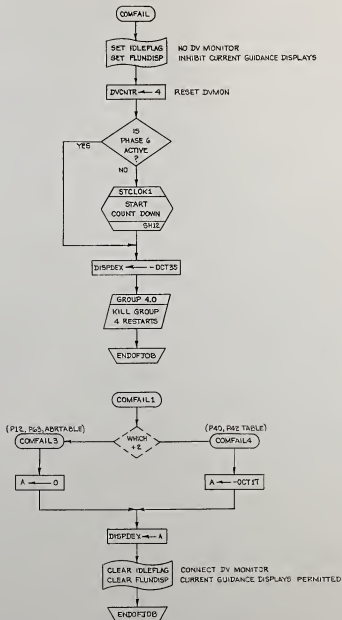 COMFAIL
SET IDLEFLAG
SET FLUNDISP
NO DV MONITOR
INHIBIT CURRENT GUIDANCE DISPLAYS
DVCNTR ← 4
RESET DVMON
IS
PHASE 6
ACTIVE
?
YES
NO
STCLOK1
START
COUNT DOWN
SH12
DISPDEX ← -OCT35
GROUP 4.0
KILL GROUP
4 RESTARTS
ENDOFJOB
COMFAIL1
(P12, P63, ABRTABLE)
COMFAIL3
WHICH
+2
(P40, P42 TABLE)
COMFAIL4
A ← 0
A ← -OCT17
DISPDEX ← A
CLEAR IDLEFLAG
CLEAR FLUNDISP
CONNECT DV MONITOR
CURRENT GUIDANCE DISPLAYS PERMITTED
ENDOFJOB